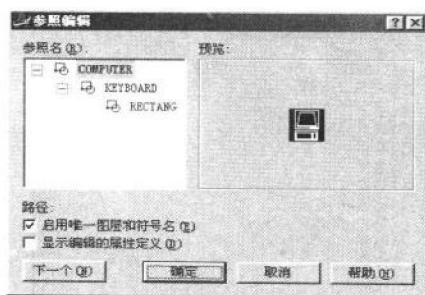 参照编辑
参照名(R):
预览:
COMPUTER
KEYBOARD
RECTANG
路径:
启用唯一图层和符号名(E)
显示编辑的属性定义(D)
下一个(N)
确定
取消
帮助(H)